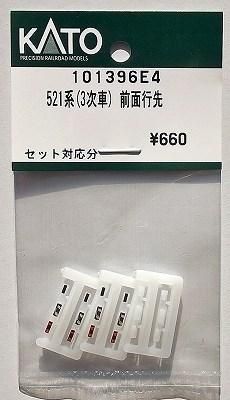 KATO
PRECISION RAILROAD MODELS
101396E4
521系(3次車) 前面行先
¥660
セット対応分